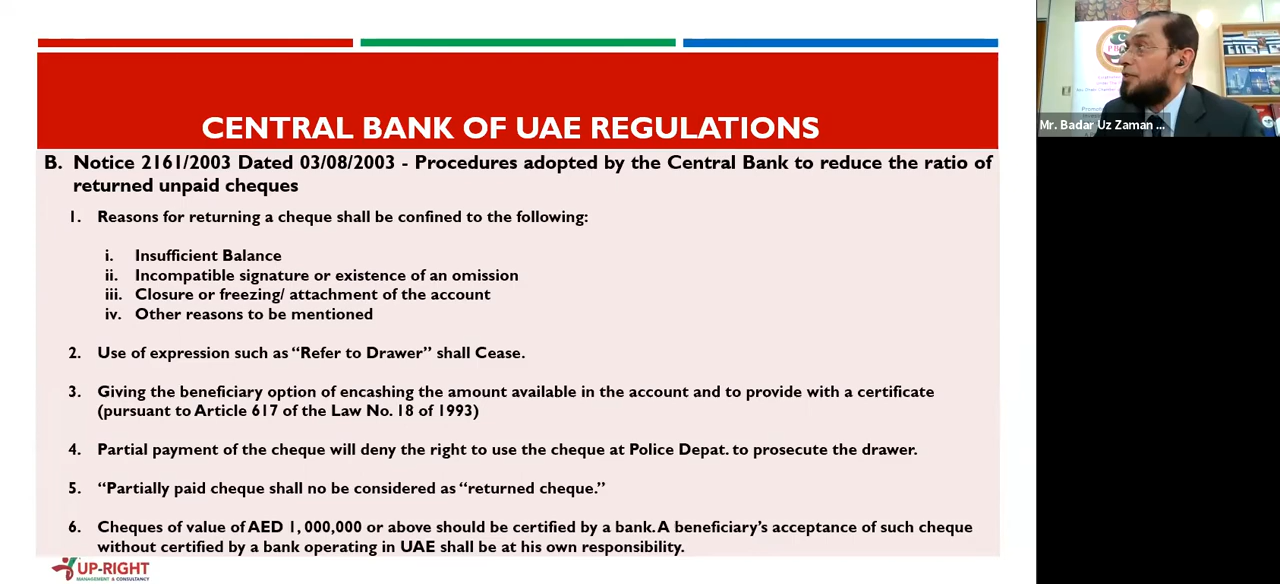 CENTRAL BANK OF UAE REGULATIONS
B. Notice 2161/2003 Dated 03/08/2003 - Procedures adopted by the Central Bank to reduce the ratio of
returned unpaid cheques
1. Reasons for returning a cheque shall be confined to the following:
i. Insufficient Balance
ii. Incompatible signature or existence of an omission
iii. Closure or freezing/ attachment of the account
iv. Other reasons to be mentioned
2. Use of expression such as “Refer to Drawer” shall Cease.
3. Giving the beneficiary option of encashing the amount available in the account and to provide with a certificate
(pursuant to Article 617 of the Law No. 18 of 1993)
4. Partial payment of the cheque will deny the right to use the cheque at Police Depat. to prosecute the drawer.
5. “Partially paid cheque shall no be considered as “returned cheque.”
6. Cheques of value of AED 1, 000,000 or above should be certified by a bank. A beneficiary’s acceptance of such cheque
without certified by a bank operating in UAE shall be at his own responsibility.
UP-RIGHT
MANAGEMENT & CONSULTANCY
Mr. Badar Uz Zaman ...